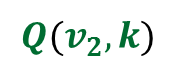 Q(v₂, k)